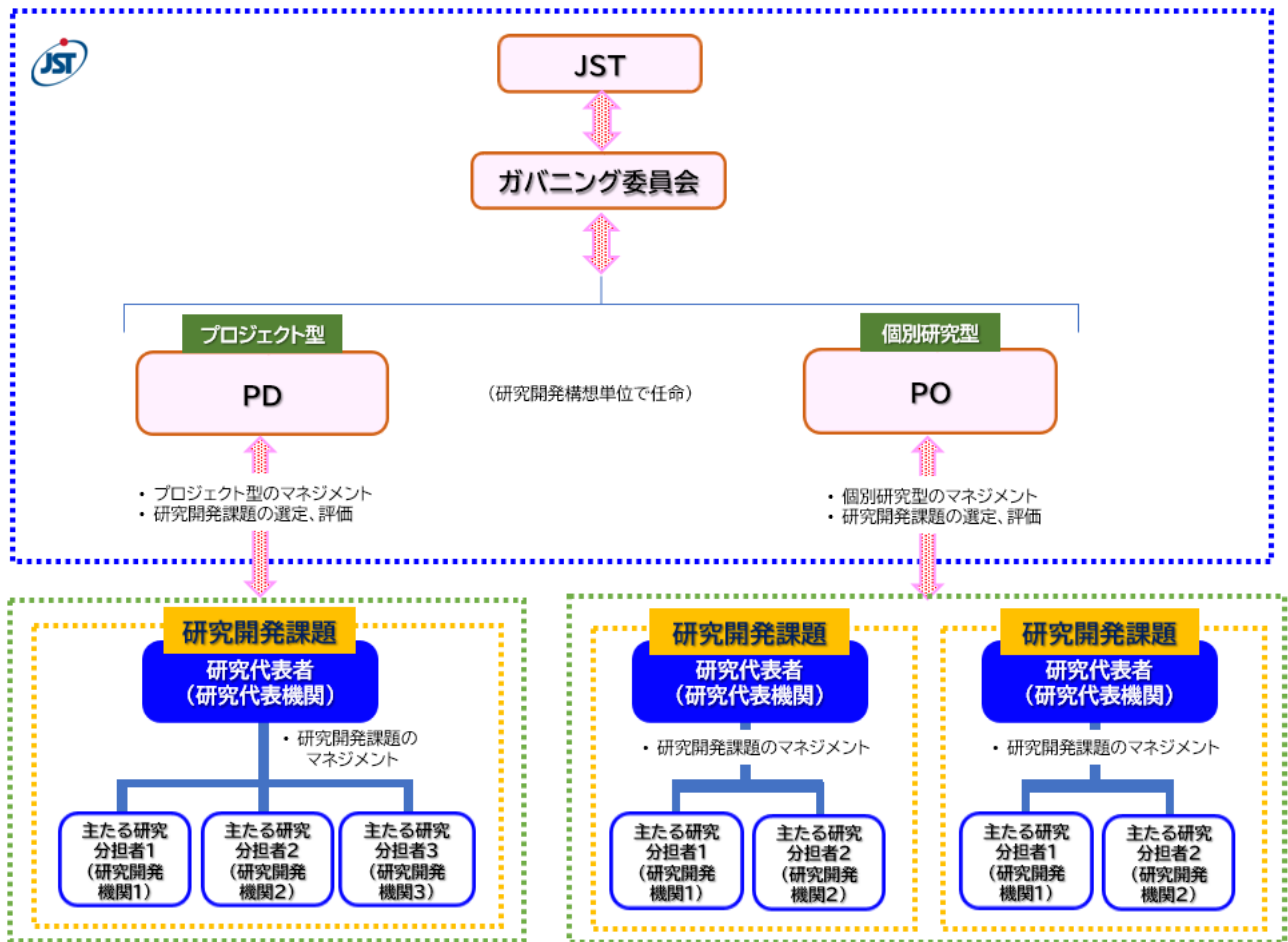 JST
JST
ガバニング委員会
プロジェクト型
PD
(研究開発構想単位で任命)
個別研究型
PO
• プロジェクト型のマネジメント
• 研究開発課題の選定、評価
• 個別研究型のマネジメント
• 研究開発課題の選定、評価
研究開発課題
研究代表者
(研究代表機関)
• 研究開発課題の
マネジメント
主たる研究
分担者1
(研究開発
機関1)
主たる研究
分担者2
(研究開発
機関2)
主たる研究
分担者3
(研究開発
機関3)
研究開発課題
研究代表者
(研究代表機関)
• 研究開発課題のマネジメント
主たる研究
分担者1
(研究開発
機関1)
主たる研究
分担者2
(研究開発
機関2)
研究開発課題
研究代表者
(研究代表機関)
• 研究開発課題のマネジメント
主たる研究
分担者1
(研究開発
機関1)
主たる研究
分担者2
(研究開発
機関2)